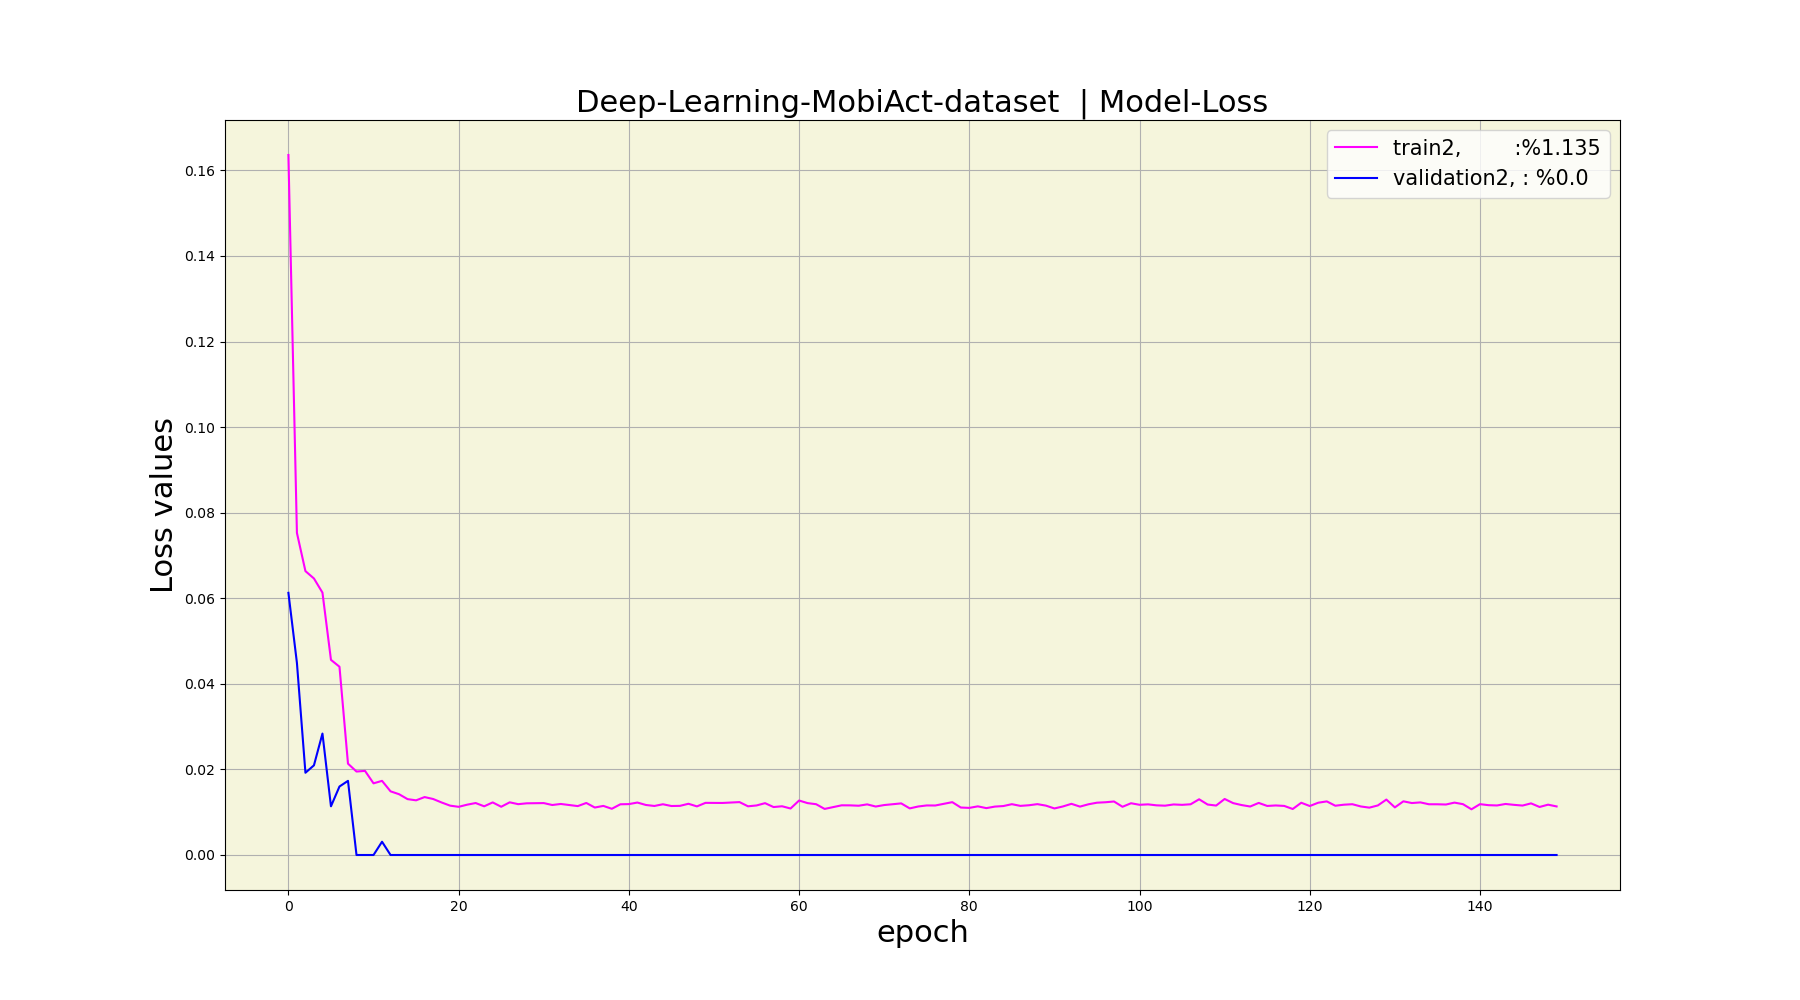 Deep-Learning-MobiAct-dataset | Model-Loss
train2, :%1.135
validation2, : %0.0
Loss values
0.16
0.14
0.12
0.10
0.08
0.06
0.04
0.02
0.00
0 20 40 60 80 100 120 140
epoch